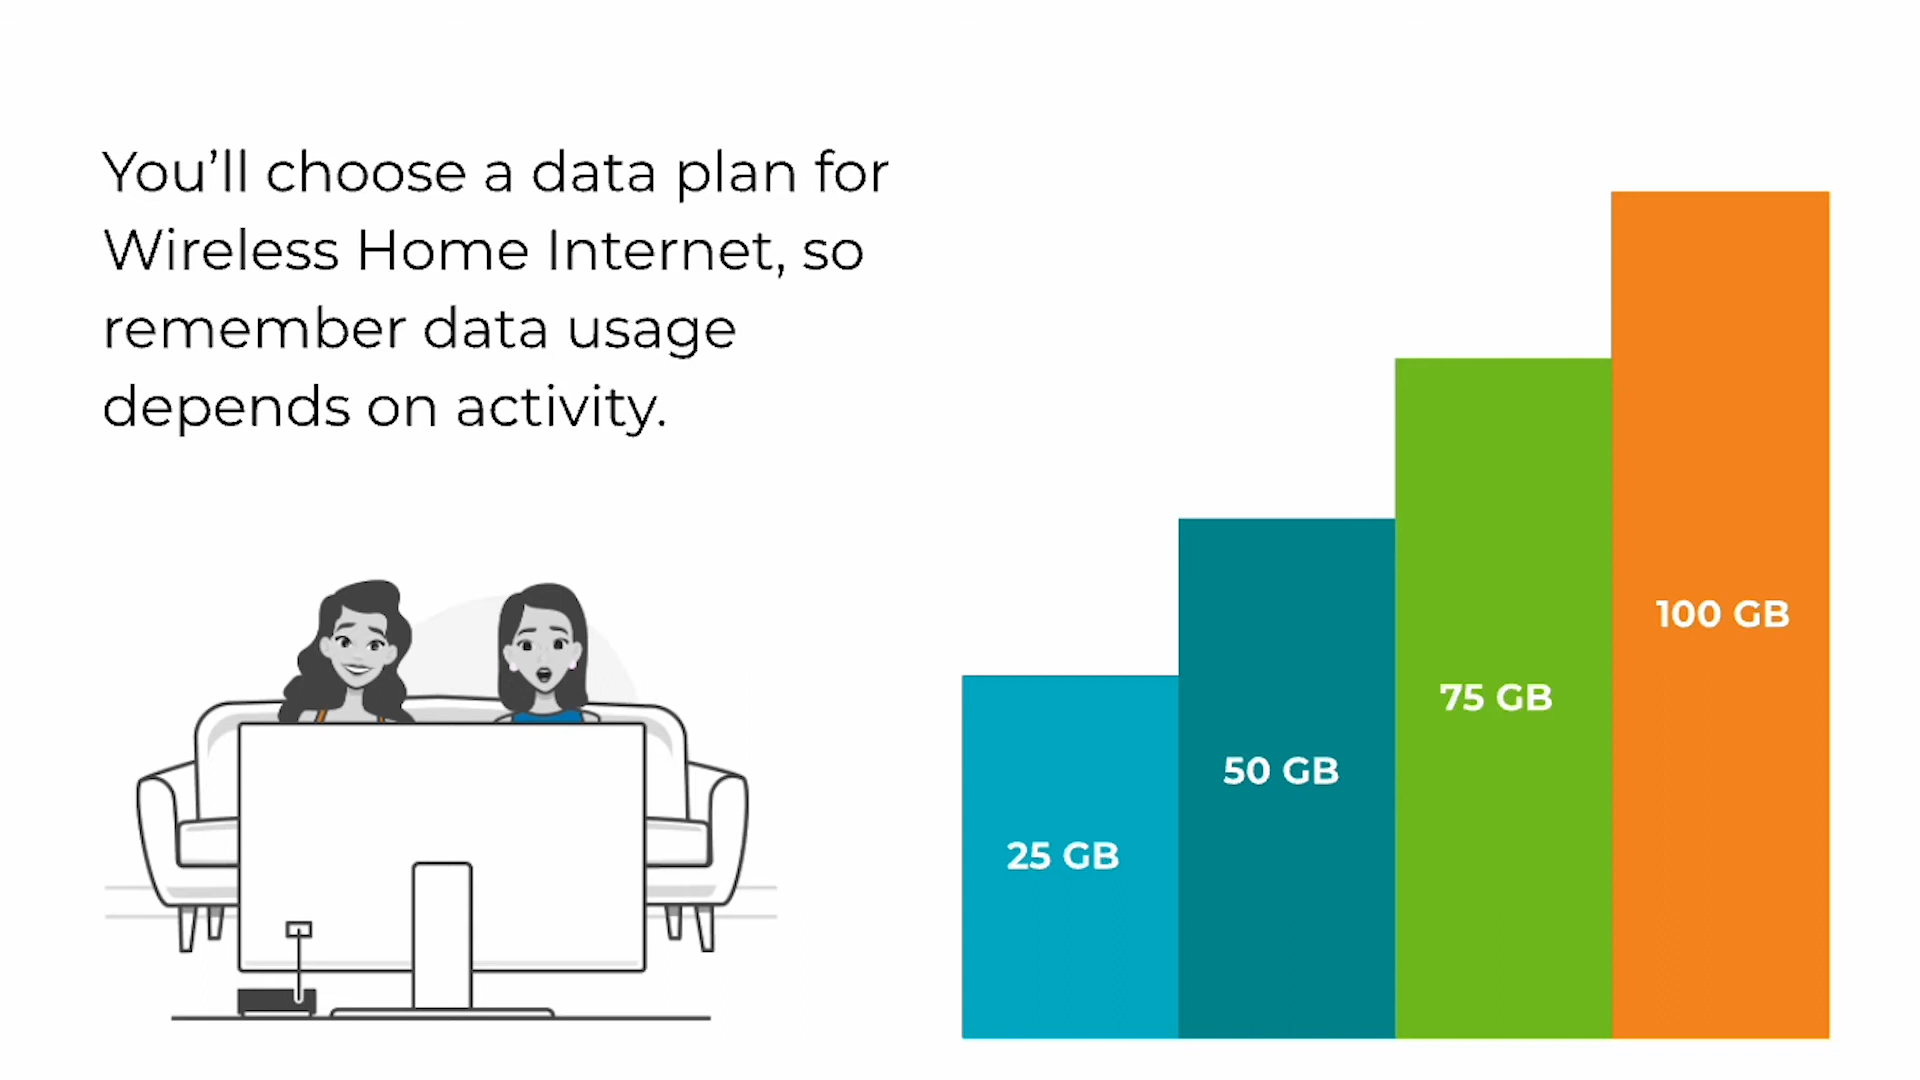 You’ll choose a data plan for
Wireless Home Internet, so
remember data usage
depends on activity.
25 GB
50 GB
75 GB
100 GB